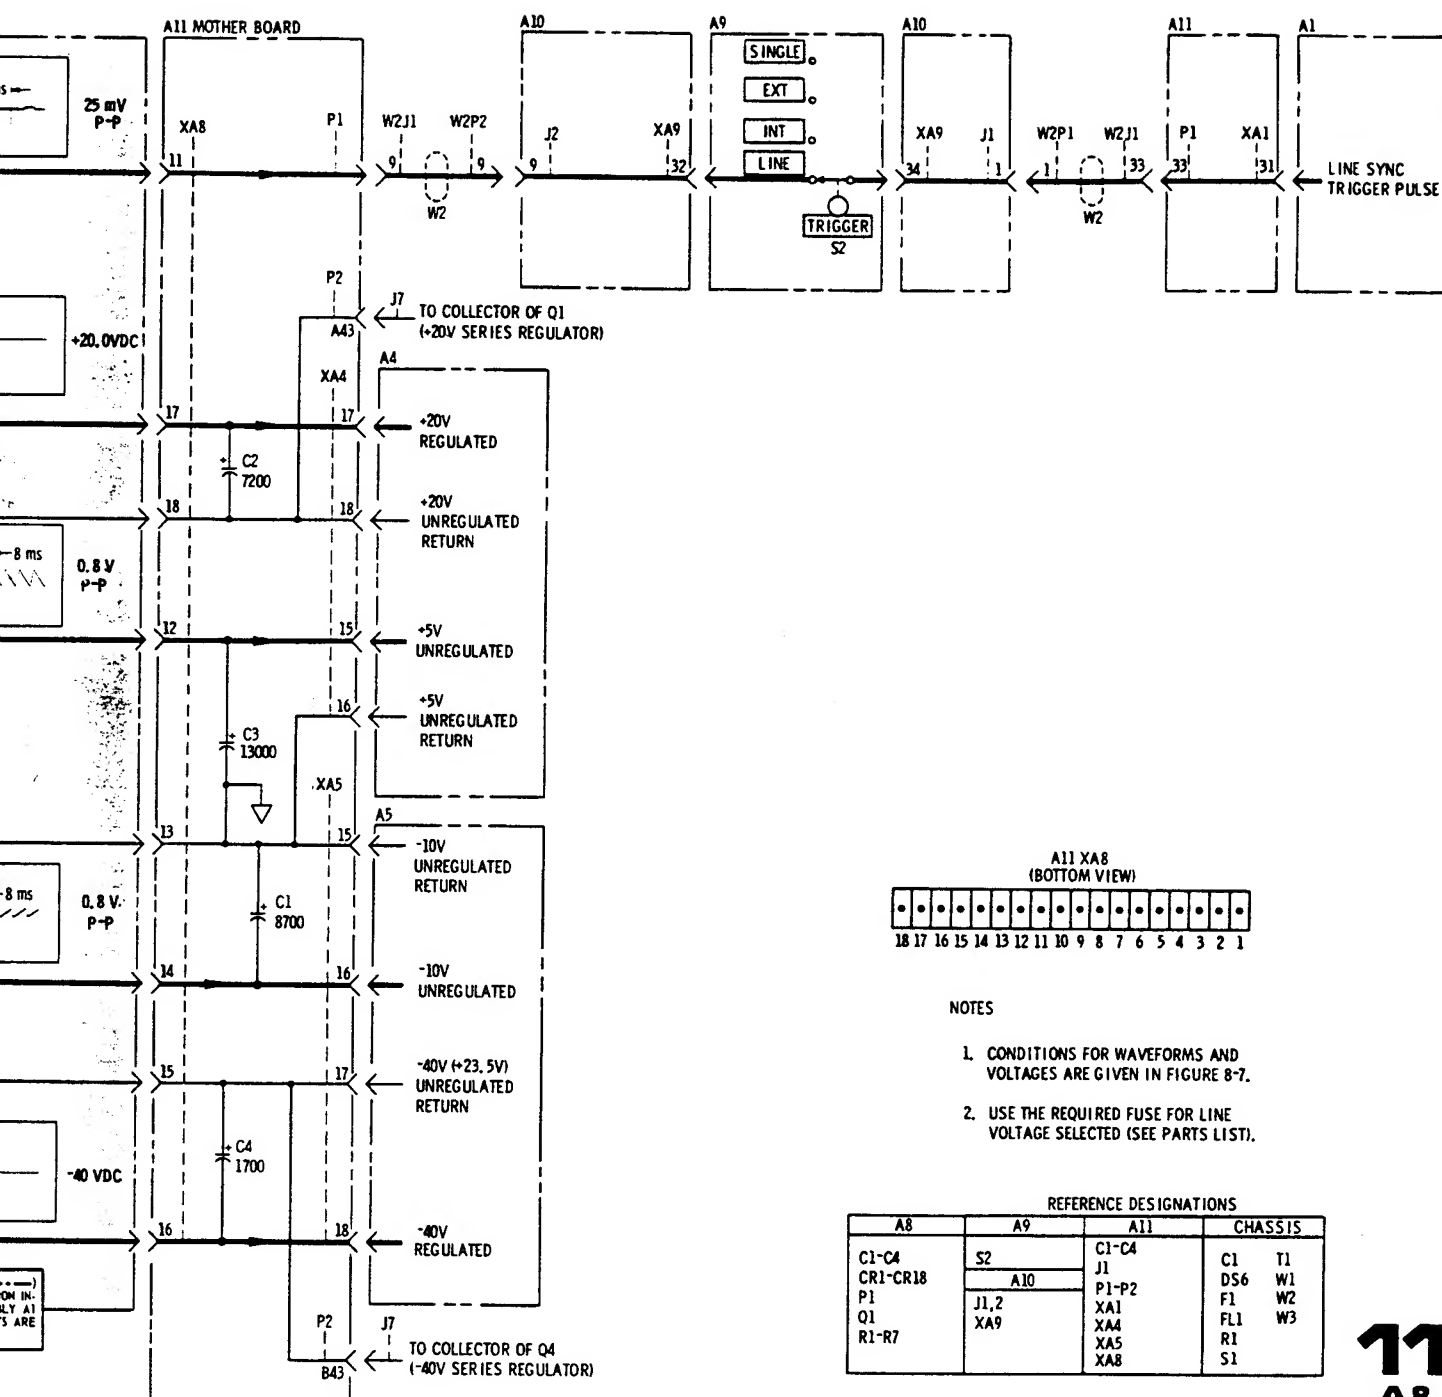 A11 MOTHER BOARD
A10
A9
A10
A11
A1
25 mV
P-P
XA8
P1
W2J1
W2P2
J2
XA9
SINGLE
EXT
INT
LINE
XA9
J1
W2P1
W2J1
P1
XA1
11
9
9
9
32
34
1
1
33
33
31
W2
TRIGGER
S2
W2
LINE SYNC
TRIGGER PULSE
P2
J7
A43
TO COLLECTOR OF Q1
(+20V SERIES REGULATOR)
+20.0VDC
XA4
A4
17
17
+20V
REGULATED
C2
7200
18
18
+20V
UNREGULATED
RETURN
8 ms
0.8V
P-P
12
15
+5V
UNREGULATED
16
+5V
UNREGULATED
RETURN
C3
13000
XA5
A5
13
15
-10V
UNREGULATED
RETURN
8 ms
0.8 V
P-P
C1
8700
14
16
-10V
UNREGULATED
15
17
-40V (+23.5V)
UNREGULATED
RETURN
C4
1700
-40 VDC
16
18
-40V
REGULATED
P2
J7
B43
TO COLLECTOR OF Q4
(-40V SERIES REGULATOR)
ON IN-
LY A1
S ARE
A11 XA8
(BOTTOM VIEW)
18 17 16 15 14 13 12 11 10 9 8 7 6 5 4 3 2 1
NOTES
1. CONDITIONS FOR WAVEFORMS AND
VOLTAGES ARE GIVEN IN FIGURE 8-7.
2. USE THE REQUIRED FUSE FOR LINE
VOLTAGE SELECTED (SEE PARTS LIST).
REFERENCE DESIGNATIONS
A8
C1-C4
CR1-CR18
P1
Q1
R1-R7
A9
S2
A10
J1,2
XA9
A11
C1-C4
J1
P1-P2
XA1
XA4
XA5
XA8
CHASSIS
C1 T1
DS6 W1
F1 W2
FL1 W3
R1
S1
11
A8